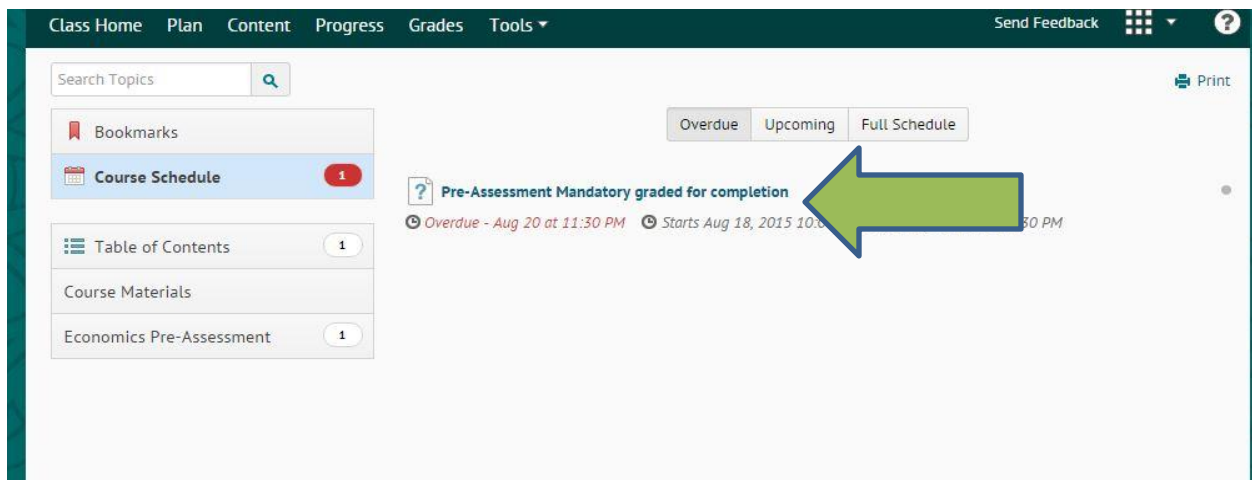 Class Home Plan Content Progress Grades Tools Send Feedback ?
Search Topics
Print
Bookmarks
Overdue Upcoming Full Schedule
Course Schedule 1
? Pre-Assessment Mandatory graded for completion
Overdue - Aug 20 at 11:30 PM Starts Aug 18, 2015 30 PM
Table of Contents 1
Course Materials
Economics Pre-Assessment 1